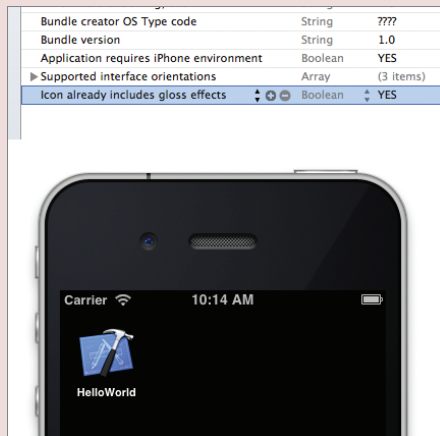 Bundle creator OS Type code String ????
Bundle version String 1.0
Application requires iPhone environment Boolean YES
Supported interface orientations Array (3 items)
Icon already includes gloss effects Boolean YES
Carrier 10:14 AM
HelloWorld